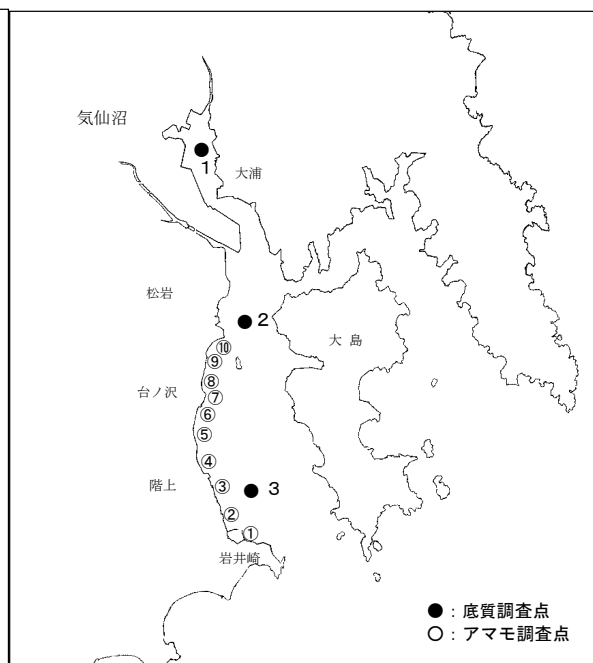 気仙沼
1
大浦
松岩
2
大 島
⑩
⑨
⑧
台ノ沢
⑦
⑥
⑤
④
階上
③
3
②
①
岩井崎
● : 底質調査点
○ : アマモ調査点